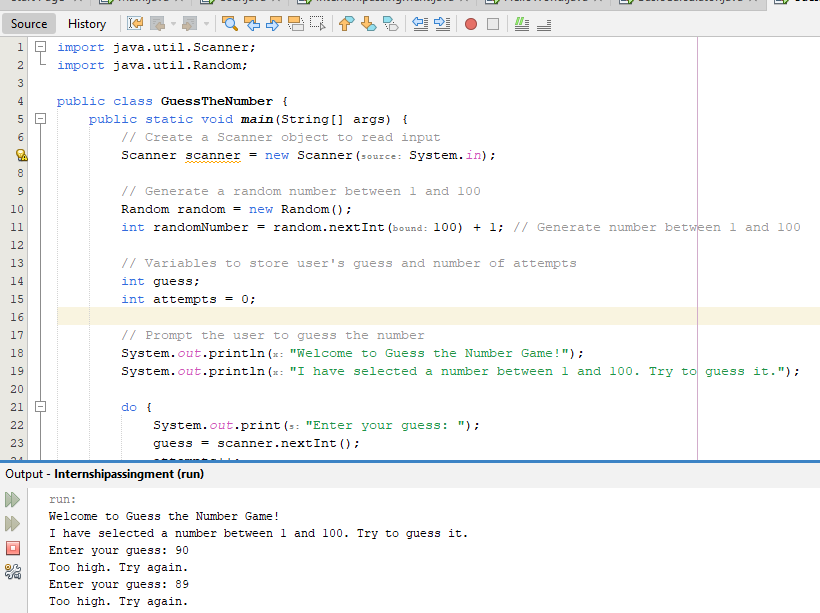 Source History
1 import java.util.Scanner;
2 import java.util.Random;
3
4 public class GuessTheNumber {
5 public static void main(String[] args) {
6 // Create a Scanner object to read input
Scanner scanner = new Scanner(source: System.in);
8
9 // Generate a random number between 1 and 100
10 Random random = new Random();
11 int randomNumber = random.nextInt(bound: 100) + 1; // Generate number between 1 and 100
12
13 // Variables to store user's guess and number of attempts
14 int guess;
15 int attempts = 0;
16
17 // Prompt the user to guess the number
18 System.out.println(x: "Welcome to Guess the Number Game!");
19 System.out.println(x: "I have selected a number between 1 and 100. Try to guess it.");
20
21 do {
22 System.out.print(s: "Enter your guess: ");
23 guess = scanner.nextInt();
Output - Internshipassingment (run)
run:
Welcome to Guess the Number Game!
I have selected a number between 1 and 100. Try to guess it.
Enter your guess: 90
Too high. Try again.
Enter your guess: 89
Too high. Try again.